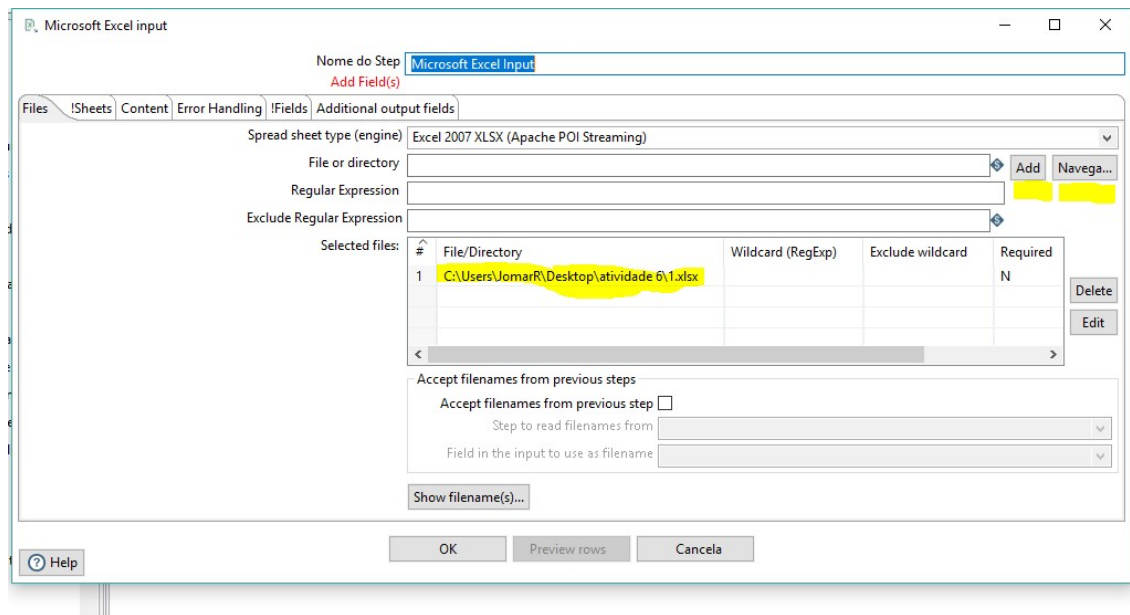 Microsoft Excel input
Nome do Step Microsoft Excel Input
Add Field(s)
Files !Sheets Content Error Handling !Fields Additional output fields
Spread sheet type (engine) Excel 2007 XLSX (Apache POI Streaming)
File or directory Add Navega...
Regular Expression
Exclude Regular Expression
Selected files: # File/Directory Wildcard (RegExp) Exclude wildcard Required
1 C:\Users\JomarR\Desktop\atividade 6\1.xlsx N
Delete
Edit
Accept filenames from previous steps
Accept filenames from previous step
Step to read filenames from
Field in the input to use as filename
Show filename(s)...
OK Preview rows Cancela
Help